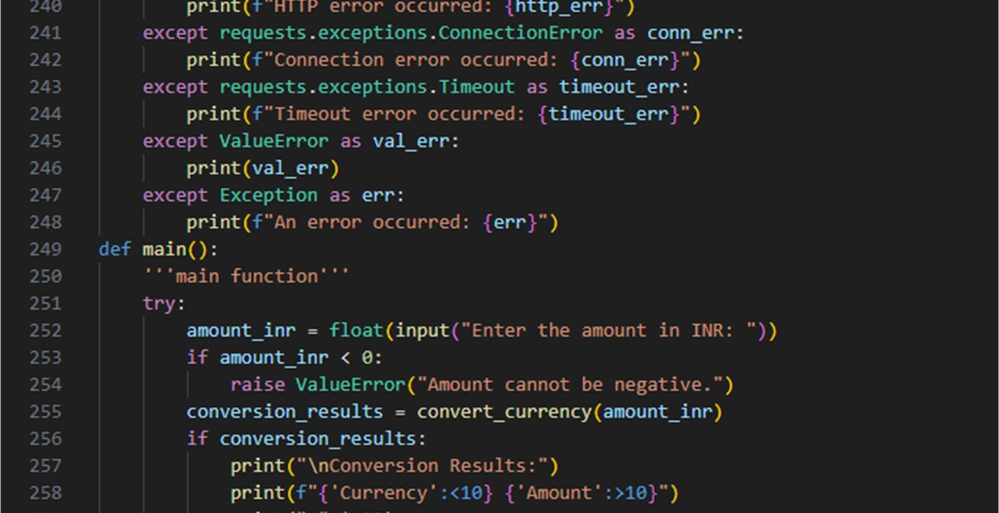 240 print(f"HTTP error occurred: {http_err}")
241 except requests.exceptions.ConnectionError as conn_err:
242 print(f"Connection error occurred: {conn_err}")
243 except requests.exceptions.Timeout as timeout_err:
244 print(f"Timeout error occurred: {timeout_err}")
245 except ValueError as val_err:
246 print(val_err)
247 except Exception as err:
248 print(f"An error occurred: {err}")
249 def main():
250 '''main function'''
251 try:
252 amount_inr = float(input("Enter the amount in INR: "))
253 if amount_inr < 0:
254 raise ValueError("Amount cannot be negative.")
255 conversion_results = convert_currency(amount_inr)
256 if conversion_results:
257 print("\nConversion Results:")
258 print(f"{'Currency':<10} {'Amount':>10}")